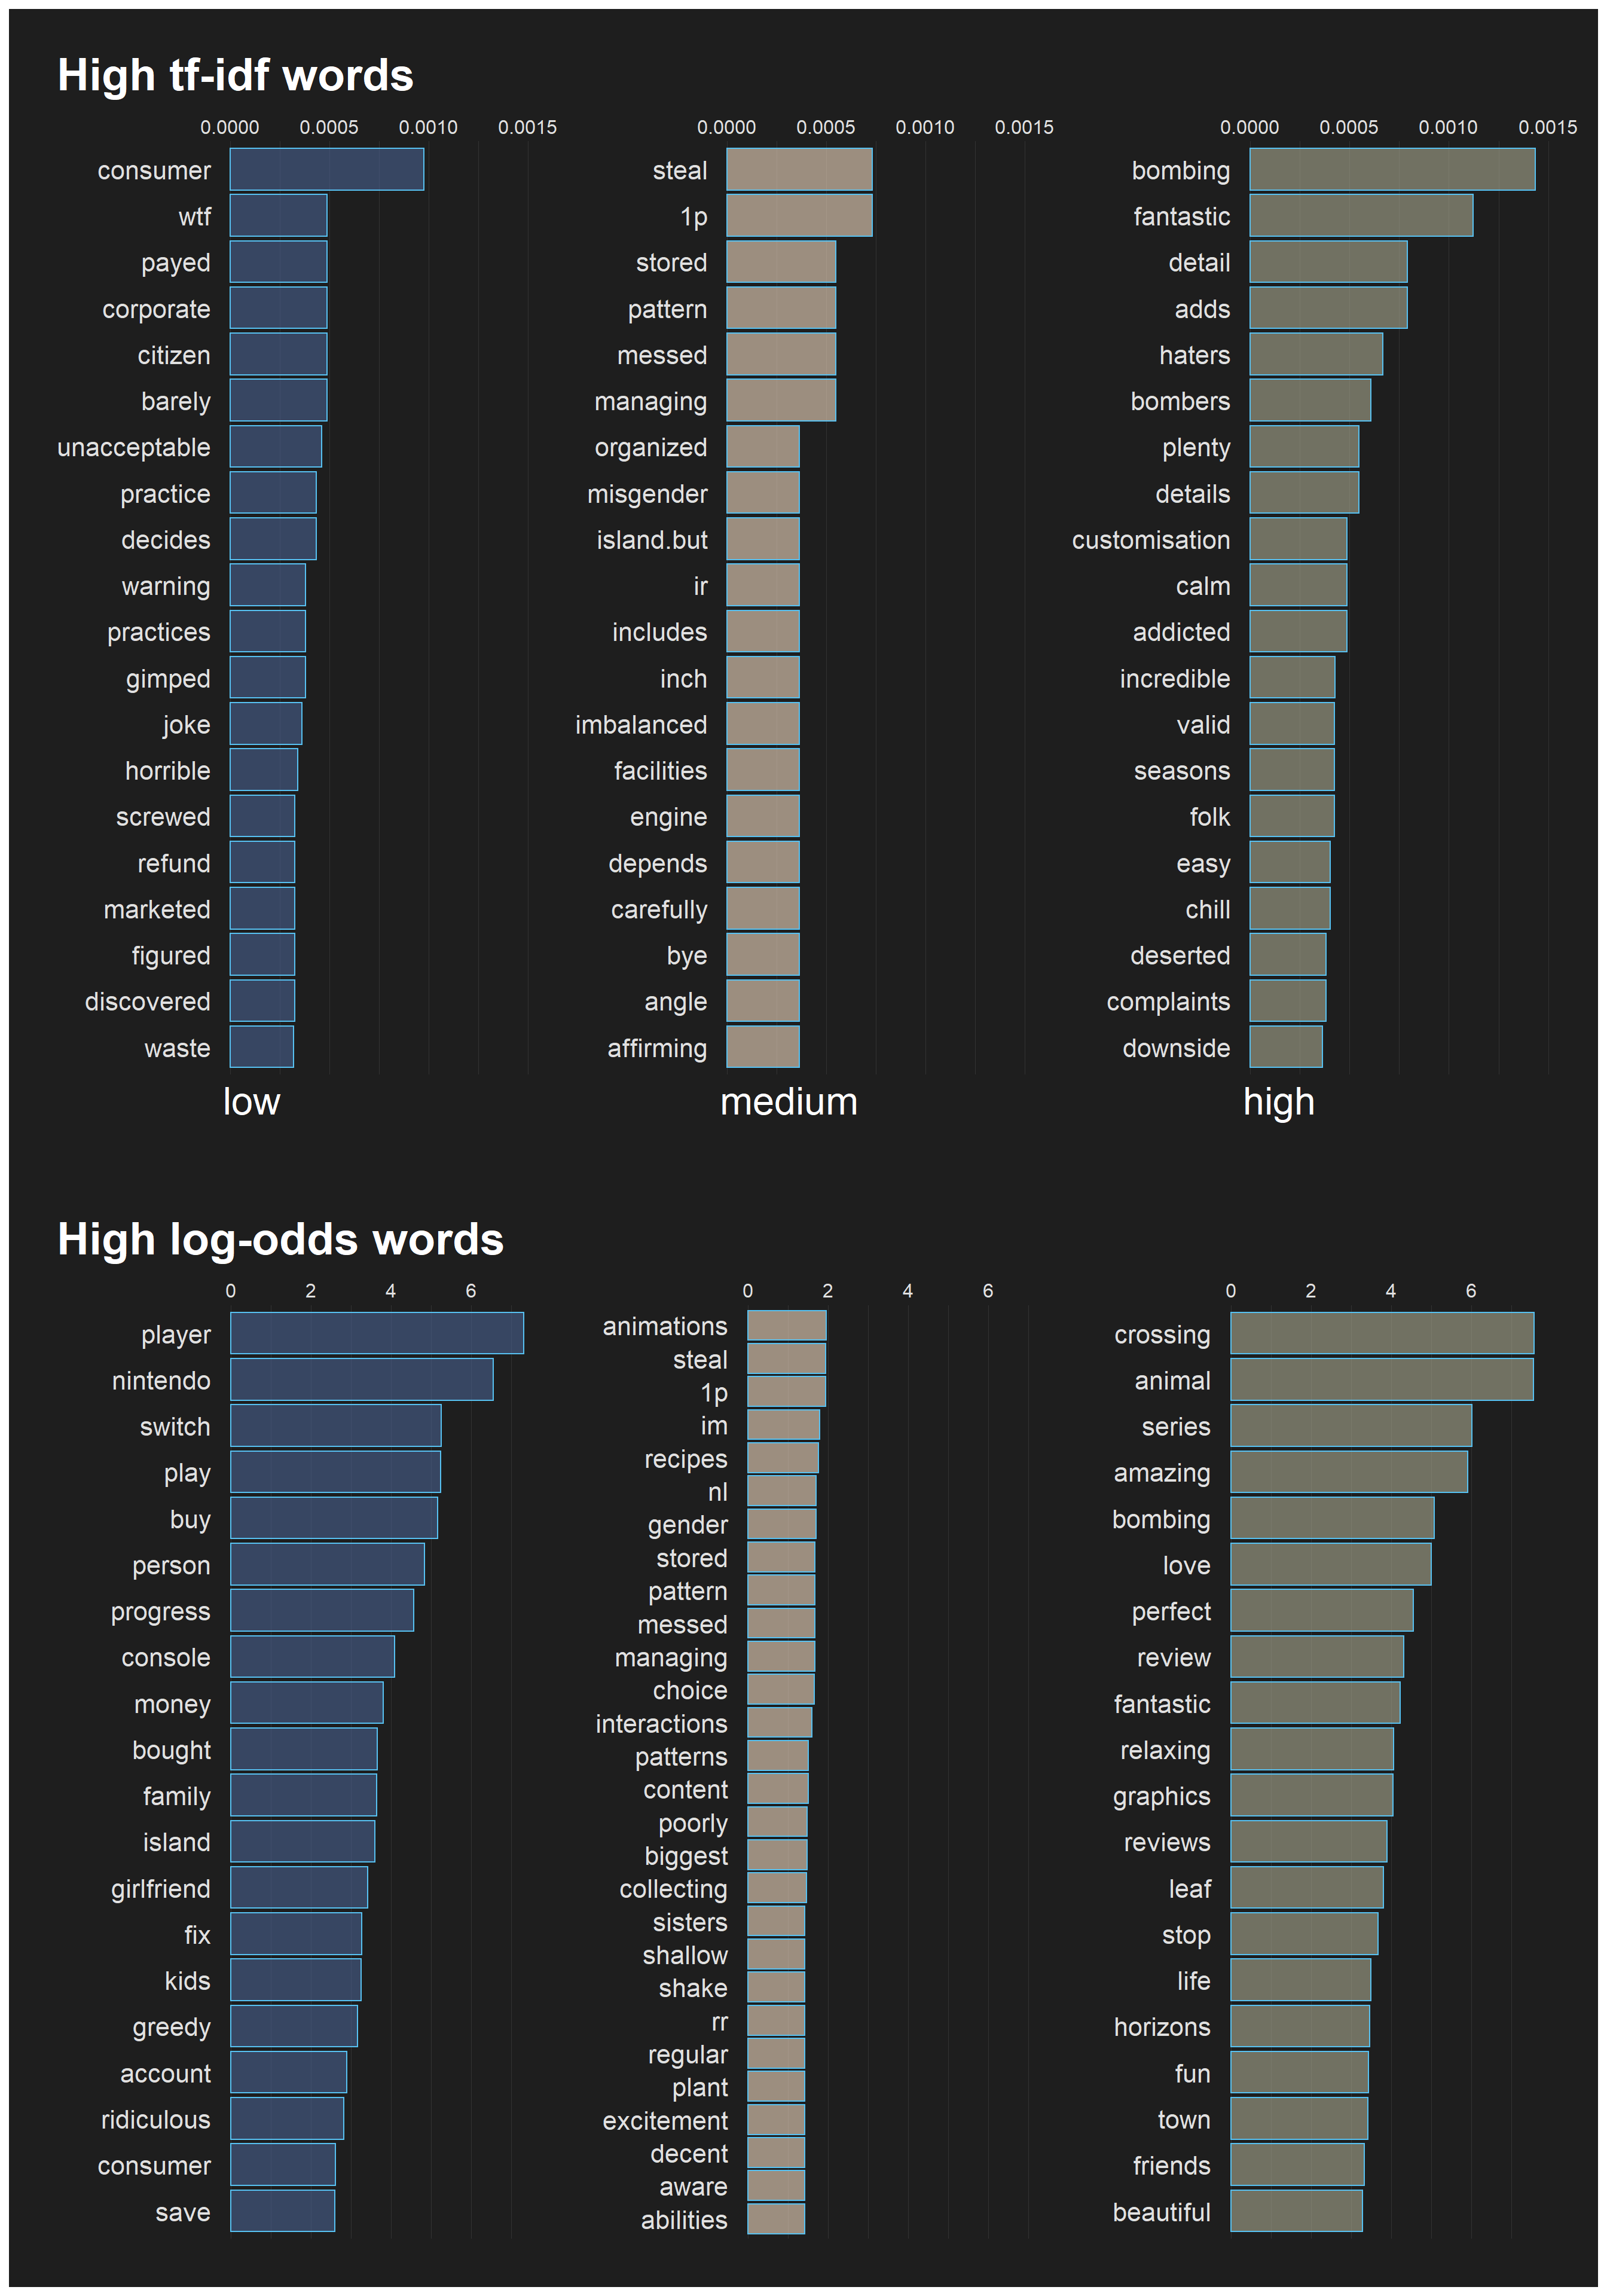 High tf-idf words
0.0000 0.0005 0.0010 0.0015
consumer
wtf
payed
corporate
citizen
barely
unacceptable
practice
decides
warning
practices
gimped
joke
horrible
screwed
refund
marketed
figured
discovered
waste
low
0.0000 0.0005 0.0010 0.0015
steal
1p
stored
pattern
messed
managing
organized
misgender
island.but
ir
includes
inch
imbalanced
facilities
engine
depends
carefully
bye
angle
affirming
medium
0.0000 0.0005 0.0010 0.0015
bombing
fantastic
detail
adds
haters
bombers
plenty
details
customisation
calm
addicted
incredible
valid
seasons
folk
easy
chill
deserted
complaints
downside
high
High log-odds words
0 2 4 6
player
nintendo
switch
play
buy
person
progress
console
money
bought
family
island
girlfriend
fix
kids
greedy
account
ridiculous
consumer
save
0 2 4 6
animations
steal
1p
im
recipes
nl
gender
stored
pattern
messed
managing
choice
interactions
patterns
content
poorly
biggest
collecting
sisters
shallow
shake
rr
regular
plant
excitement
decent
aware
abilities
0 2 4 6
crossing
animal
series
amazing
bombing
love
perfect
review
fantastic
relaxing
graphics
reviews
leaf
stop
life
horizons
fun
town
friends
beautiful